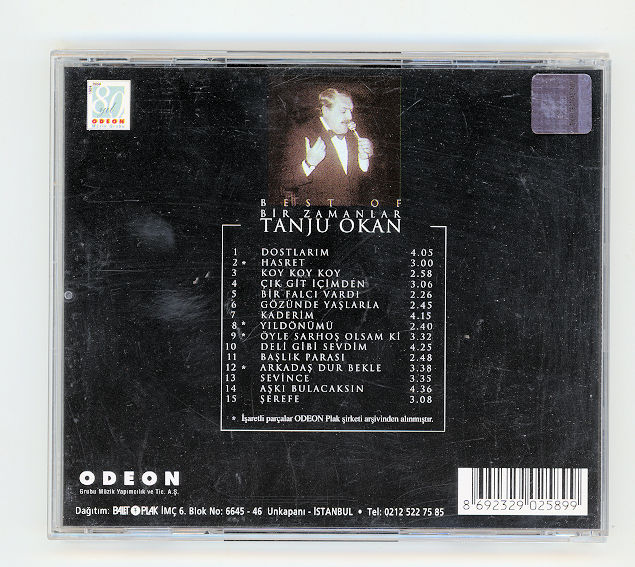 80
yıl
ODEON
BEST OF
BİR ZAMANLAR
TANJU OKAN
1 DOSTLARIM 4.05
2 * HASRET 3.00
3 KOY KOY KOY 2.58
4 ÇIK GİT İÇİMDEN 3.06
5 BİR FALCI VARDI 2.26
6 GÖZÜNDE YAŞLARLA 2.45
7 KADERİM 4.15
8 * YILDÖNÜMÜ 2.40
9 * ÖYLE SARHOŞ OLSAM Kİ 3.32
10 DELİ GİBİ SEVDİM 4.25
11 BAŞLIK PARASI 2.48
12 * ARKADAŞ DUR BEKLE 3.38
13 SEVİNCE 3.35
14 AŞKI BULACAKSIN 4.36
15 ŞEREFE 3.08
* İşaretli parçalar ODEON Plak şirketi arşivinden alınmıştır.
ODEON
Grubu Müzik Yapımcılık ve Tic. A.Ş.
8 692329 025899
Dağıtım: PLAK İMÇ 6. Blok No: 6645 - 46 Unkapanı - İSTANBUL • Tel: 0212 522 75 85